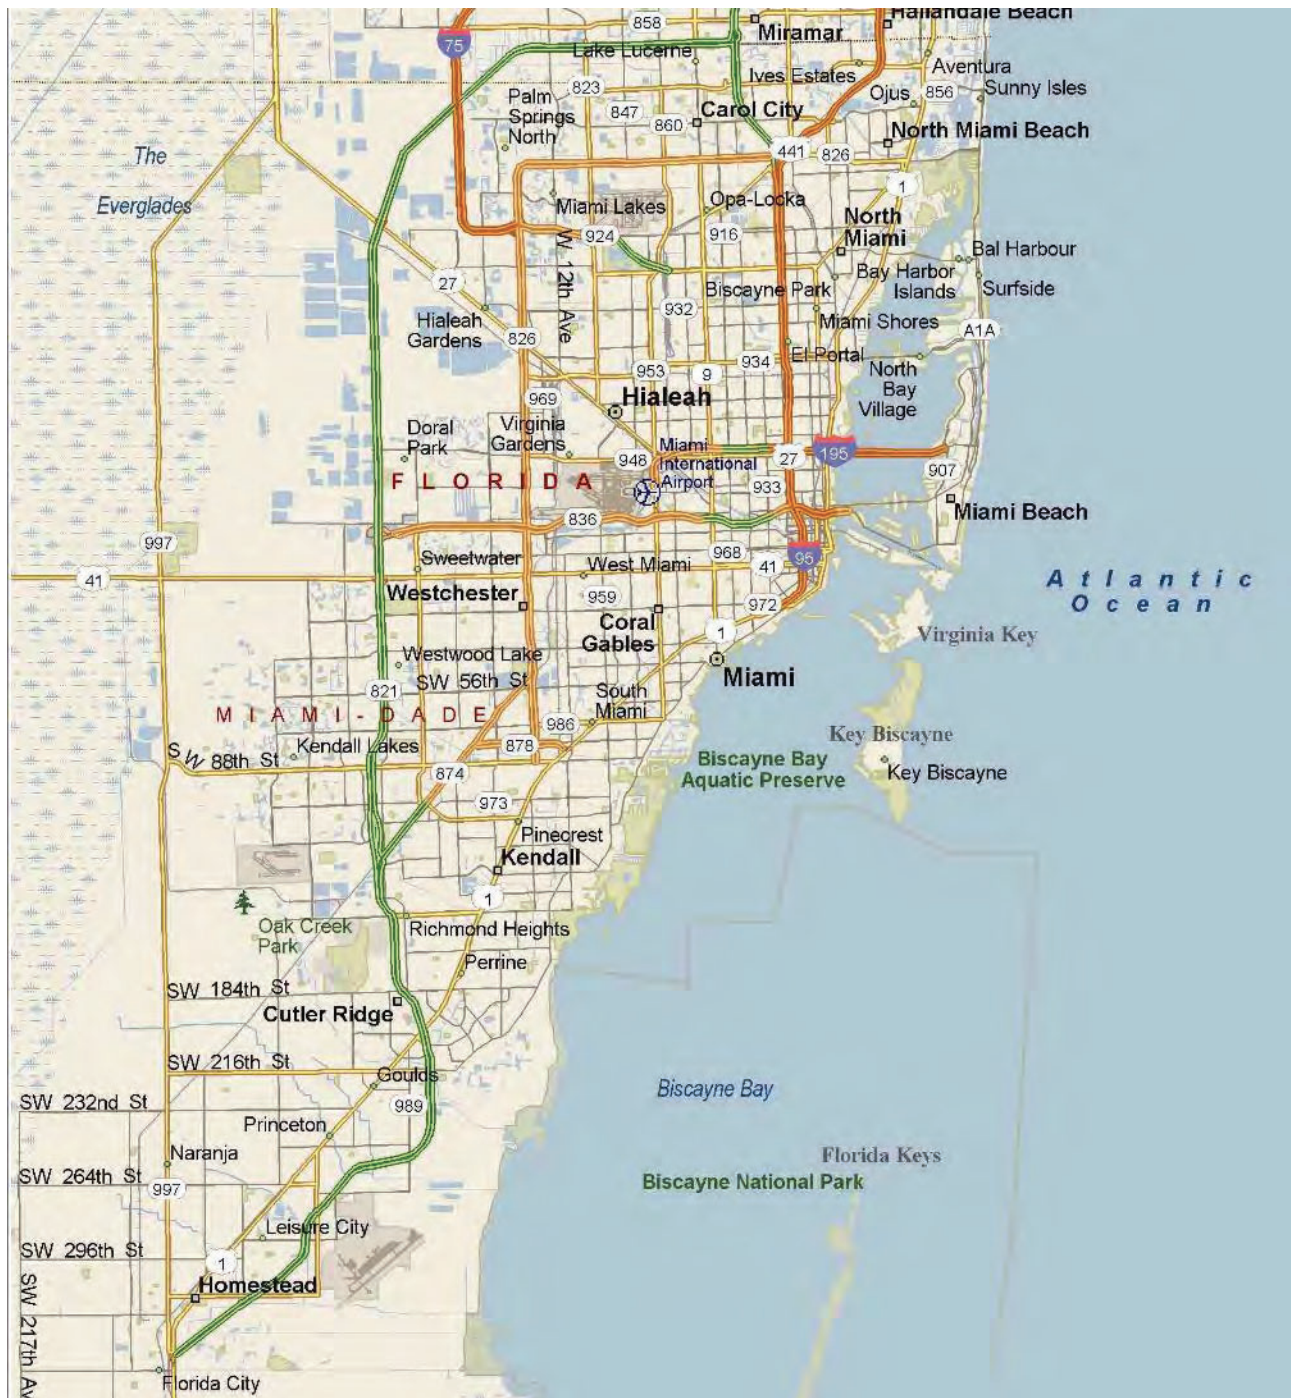 Hallandale Beach
858
Miramar
75
Lake Lucerne
Ives Estates
Aventura
823
Ojus
856
Sunny Isles
Palm
Springs
North
847
860
Carol City
North Miami Beach
The
Everglades
441
826
1
Miami Lakes
Opa-Locka
924
916
North
Miami
W 12th Ave
Bal Harbour
Bay Harbor
Islands
Surfside
27
Biscayne Park
932
Hialeah
Gardens
Miami Shores
A1A
826
El Portal
953
9
934
North
Bay
Village
969
Hialeah
Doral
Park
Virginia
Gardens
Miami
International
Airport
948
27
195
907
FLORIDA
933
Miami Beach
836
997
Sweetwater
968
95
41
West Miami
41
Atlantic
Ocean
Westchester
959
972
Coral
Gables
1
Virginia Key
Westwood Lake
SW 56th St
Miami
821
South
Miami
MIAMI-DADE
986
Key Biscayne
Kendall Lakes
878
SW 88th St
Biscayne Bay
Aquatic Preserve
874
Key Biscayne
973
Pinecrest
Kendall
1
Oak Creek
Park
Richmond Heights
Perrine
SW 184th St
Cutler Ridge
SW 216th St
Goulds
Biscayne Bay
SW 232nd St
989
Princeton
Naranja
Florida Keys
SW 264th St
997
Biscayne National Park
Leisure City
SW 296th St
1
Homestead
SW 217th Av
Florida City